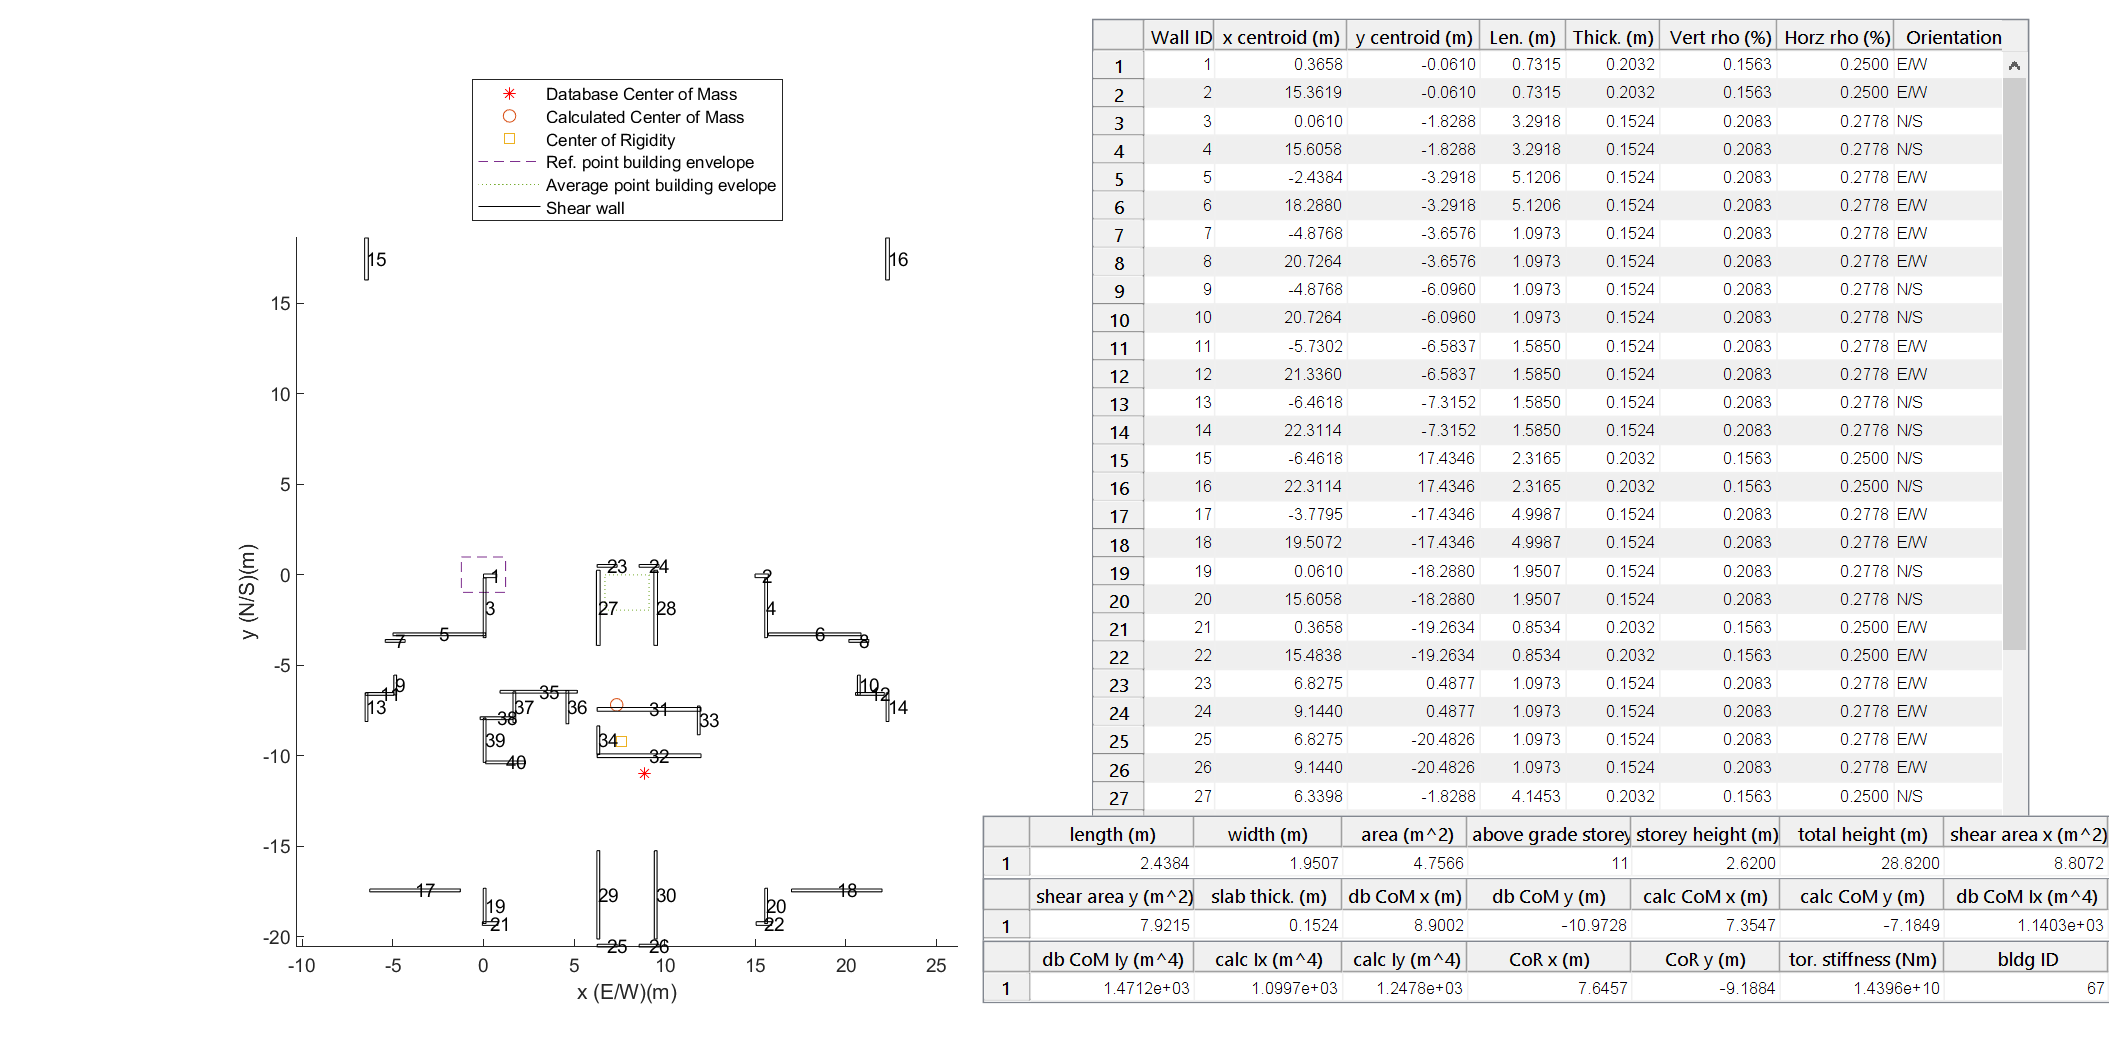 Database Center of Mass
Calculated Center of Mass
Center of Rigidity
Ref. point building envelope
Average point building evelope
Shear wall
15 16
15
10
5
0
-5
-10
-15
-20
y (N/S)(m)
1 23 24 2
3 27 28 4
5 6
7 8
9 10
11 12
13 35 37 36 14
38 31 33
39 34
40 32
17 29 30 18
19 20
21 22
25 26
-10 -5 0 5 10 15 20 25
x (E/W)(m)
Wall ID x centroid (m) y centroid (m) Len. (m) Thick. (m) Vert rho (%) Horz rho (%) Orientation
1 1 0.3658 -0.0610 0.7315 0.2032 0.1563 0.2500 E/W
2 2 15.3619 -0.0610 0.7315 0.2032 0.1563 0.2500 E/W
3 3 0.0610 -1.8288 3.2918 0.1524 0.2083 0.2778 N/S
4 4 15.6058 -1.8288 3.2918 0.1524 0.2083 0.2778 N/S
5 5 -2.4384 -3.2918 5.1206 0.1524 0.2083 0.2778 E/W
6 6 18.2880 -3.2918 5.1206 0.1524 0.2083 0.2778 E/W
7 7 -4.8768 -3.6576 1.0973 0.1524 0.2083 0.2778 E/W
8 8 20.7264 -3.6576 1.0973 0.1524 0.2083 0.2778 E/W
9 9 -4.8768 -6.0960 1.0973 0.1524 0.2083 0.2778 N/S
10 10 20.7264 -6.0960 1.0973 0.1524 0.2083 0.2778 N/S
11 11 -5.7302 -6.5837 1.5850 0.1524 0.2083 0.2778 E/W
12 12 21.3360 -6.5837 1.5850 0.1524 0.2083 0.2778 E/W
13 13 -6.4618 -7.3152 1.5850 0.1524 0.2083 0.2778 N/S
14 14 22.3114 -7.3152 1.5850 0.1524 0.2083 0.2778 N/S
15 15 -6.4618 17.4346 2.3165 0.2032 0.1563 0.2500 N/S
16 16 22.3114 17.4346 2.3165 0.2032 0.1563 0.2500 N/S
17 17 -3.7795 -17.4346 4.9987 0.1524 0.2083 0.2778 E/W
18 18 19.5072 -17.4346 4.9987 0.1524 0.2083 0.2778 E/W
19 19 0.0610 -18.2880 1.9507 0.1524 0.2083 0.2778 N/S
20 20 15.6058 -18.2880 1.9507 0.1524 0.2083 0.2778 N/S
21 21 0.3658 -19.2634 0.8534 0.2032 0.1563 0.2500 E/W
22 22 15.4838 -19.2634 0.8534 0.2032 0.1563 0.2500 E/W
23 23 6.8275 0.4877 1.0973 0.1524 0.2083 0.2778 E/W
24 24 9.1440 0.4877 1.0973 0.1524 0.2083 0.2778 E/W
25 25 6.8275 -20.4826 1.0973 0.1524 0.2083 0.2778 E/W
26 26 9.1440 -20.4826 1.0973 0.1524 0.2083 0.2778 E/W
27 27 6.3398 -1.8288 4.1453 0.2032 0.1563 0.2500 N/S
length (m) width (m) area (m^2) above grade storey storey height (m) total height (m) shear area x (m^2)
1 2.4384 1.9507 4.7566 11 2.6200 28.8200 8.8072
shear area y (m^2) slab thick. (m) db CoM x (m) db CoM y (m) calc CoM x (m) calc CoM y (m) db CoM Ix (m^4)
1 7.9215 0.1524 8.9002 -10.9728 7.3547 -7.1849 1.1403e+03
db CoM Iy (m^4) calc Ix (m^4) calc Iy (m^4) CoR x (m) CoR y (m) tor. stiffness (Nm) bldg ID
1 1.4712e+03 1.0997e+03 1.2478e+03 7.6457 -9.1884 1.4396e+10 67